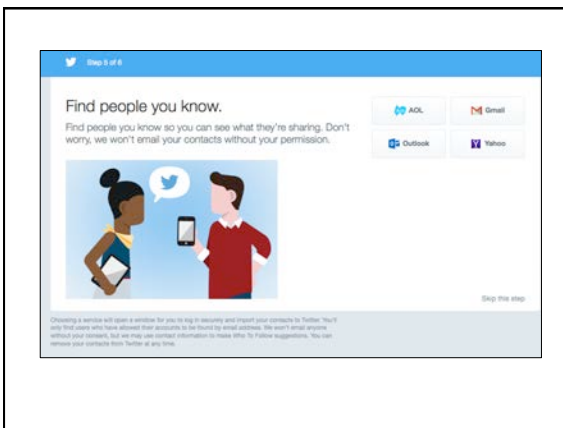 Step 5 of 6
Find people you know.
Find people you know so you can see what they're sharing. Don't
worry, we won't email your contacts without your permission.
AOL
Gmail
Outlook
Yahoo
Skip this step
Choosing a service will open a window for you to log in securely and import your contacts to Twitter. You'll
only find users who have allowed their accounts to be found by email address. We won't email anyone
without your consent, but we may use contact information to make Who To Follow suggestions. You can
remove your contacts from Twitter at any time.